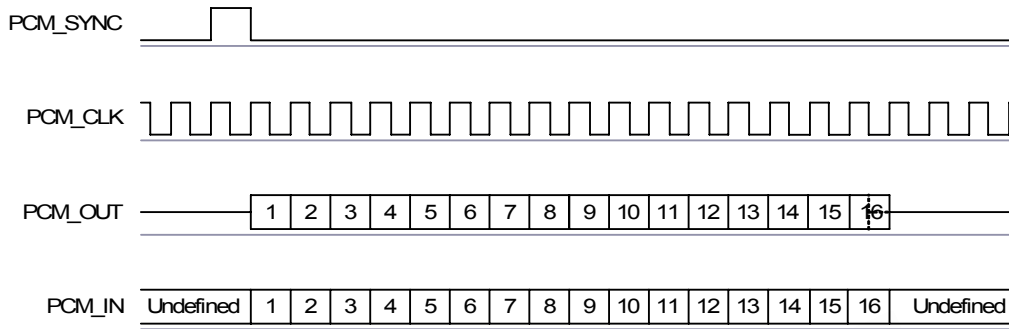 PCM_SYNC
PCM_CLK
PCM_OUT 1 2 3 4 5 6 7 8 9 10 11 12 13 14 15 16
PCM_IN Undefined 1 2 3 4 5 6 7 8 9 10 11 12 13 14 15 16 Undefined